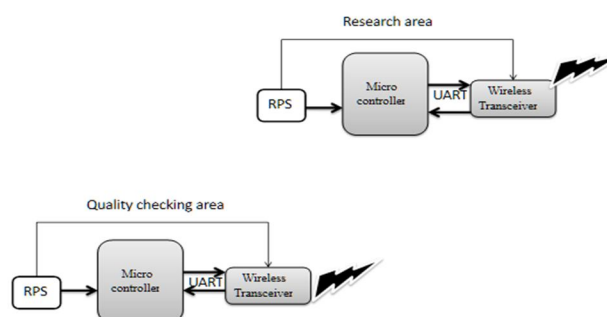 Research area
RPS
Micro
controller
UART
Wireless
Transceiver
Quality checking area
RPS
Micro
controller
UART
Wireless
Transceiver